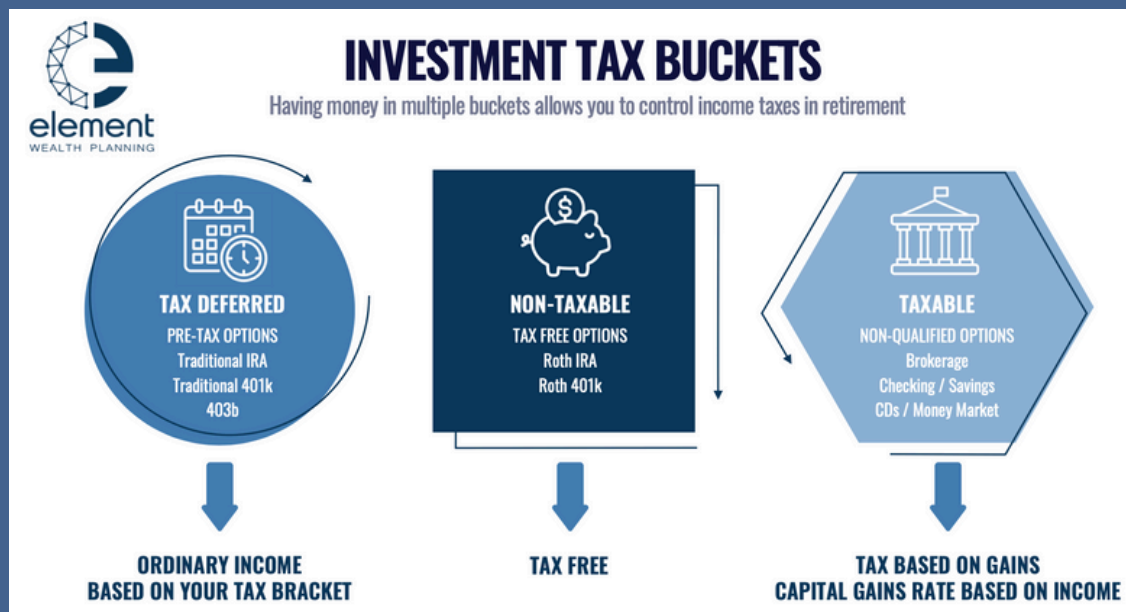 element
WEALTH PLANNING
INVESTMENT TAX BUCKETS
Having money in multiple buckets allows you to control income taxes in retirement
TAX DEFERRED
PRE-TAX OPTIONS
Traditional IRA
Traditional 401k
403b
ORDINARY INCOME
BASED ON YOUR TAX BRACKET
$
NON-TAXABLE
TAX FREE OPTIONS
Roth IRA
Roth 401k
TAX FREE
TAXABLE
NON-QUALIFIED OPTIONS
Brokerage
Checking / Savings
CDs / Money Market
TAX BASED ON GAINS
CAPITAL GAINS RATE BASED ON INCOME